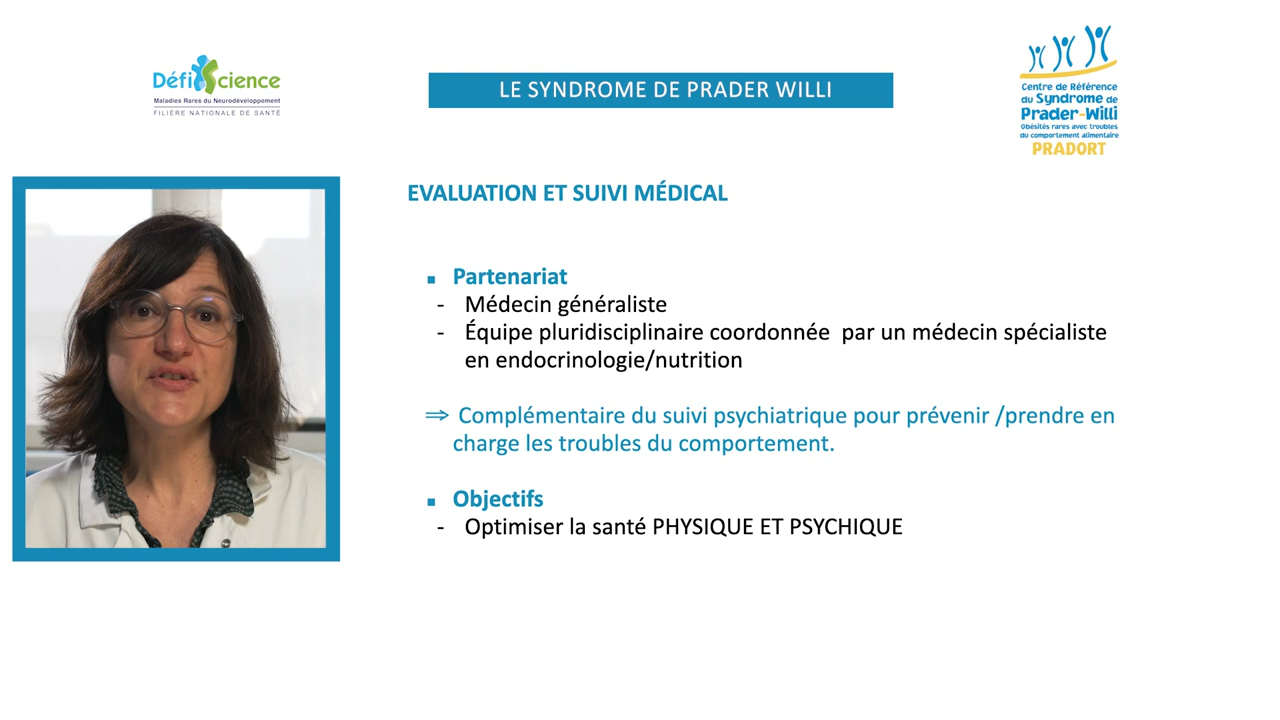 DéfiScience
Maladies Rares du Neurodéveloppement
FILIÈRE NATIONALE DE SANTÉ
LE SYNDROME DE PRADER WILLI
Centre de Référence
du Syndrome de
Prader-Willi
Obésités rares avec troubles
du comportement alimentaire
PRADORT
EVALUATION ET SUIVI MÉDICAL
▪ Partenariat
- Médecin généraliste
- Équipe pluridisciplinaire coordonnée par un médecin spécialiste
en endocrinologie/nutrition
⇒ Complémentaire du suivi psychiatrique pour prévenir /prendre en
charge les troubles du comportement.
▪ Objectifs
- Optimiser la santé PHYSIQUE ET PSYCHIQUE